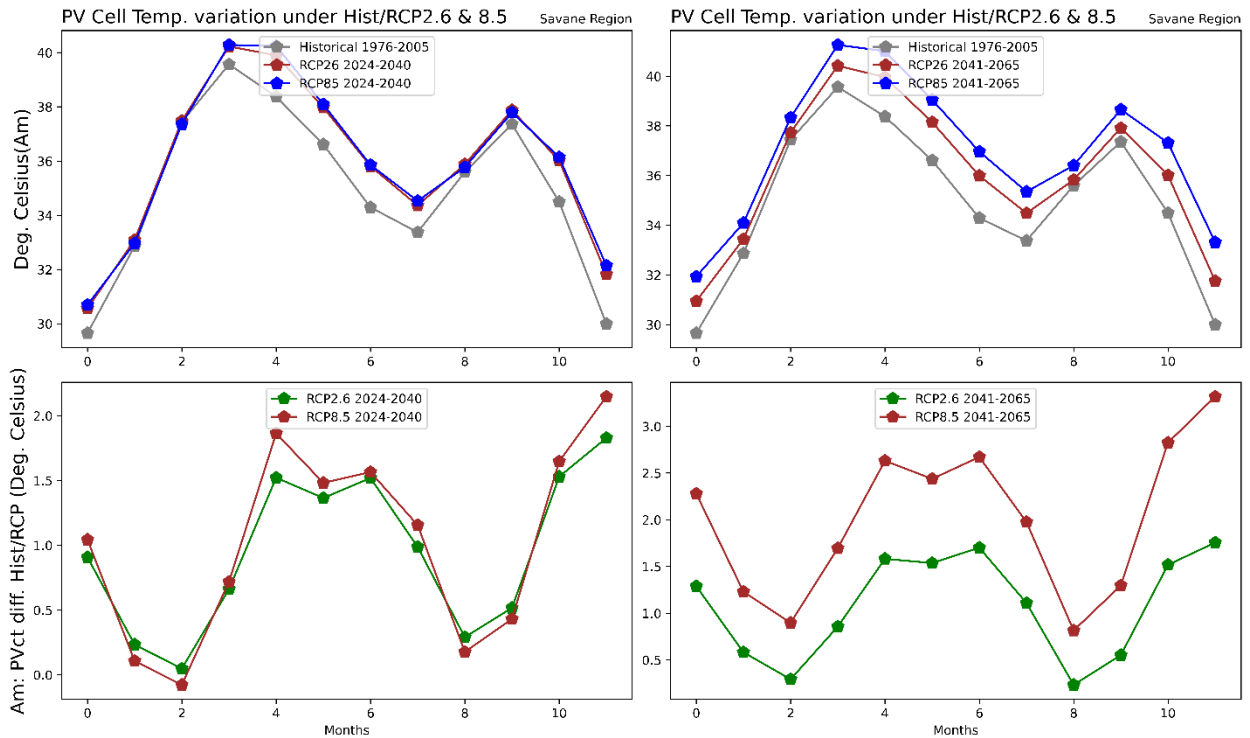 PV Cell Temp. variation under Hist/RCP2.6 & 8.5
Savane Region
Deg. Celsius(Am)
40
38
36
34
32
30
Historical 1976-2005
RCP26 2024-2040
RCP85 2024-2040
0 2 4 6 8 10
PV Cell Temp. variation under Hist/RCP2.6 & 8.5
Savane Region
40
38
36
34
32
30
Historical 1976-2005
RCP26 2041-2065
RCP85 2041-2065
0 2 4 6 8 10
Am: PVct diff. Hist/RCP (Deg. Celsius)
2.0
1.5
1.0
0.5
0.0
RCP2.6 2024-2040
RCP8.5 2024-2040
0 2 4 6 8 10
Months
3.0
2.5
2.0
1.5
1.0
0.5
RCP2.6 2041-2065
RCP8.5 2041-2065
0 2 4 6 8 10
Months